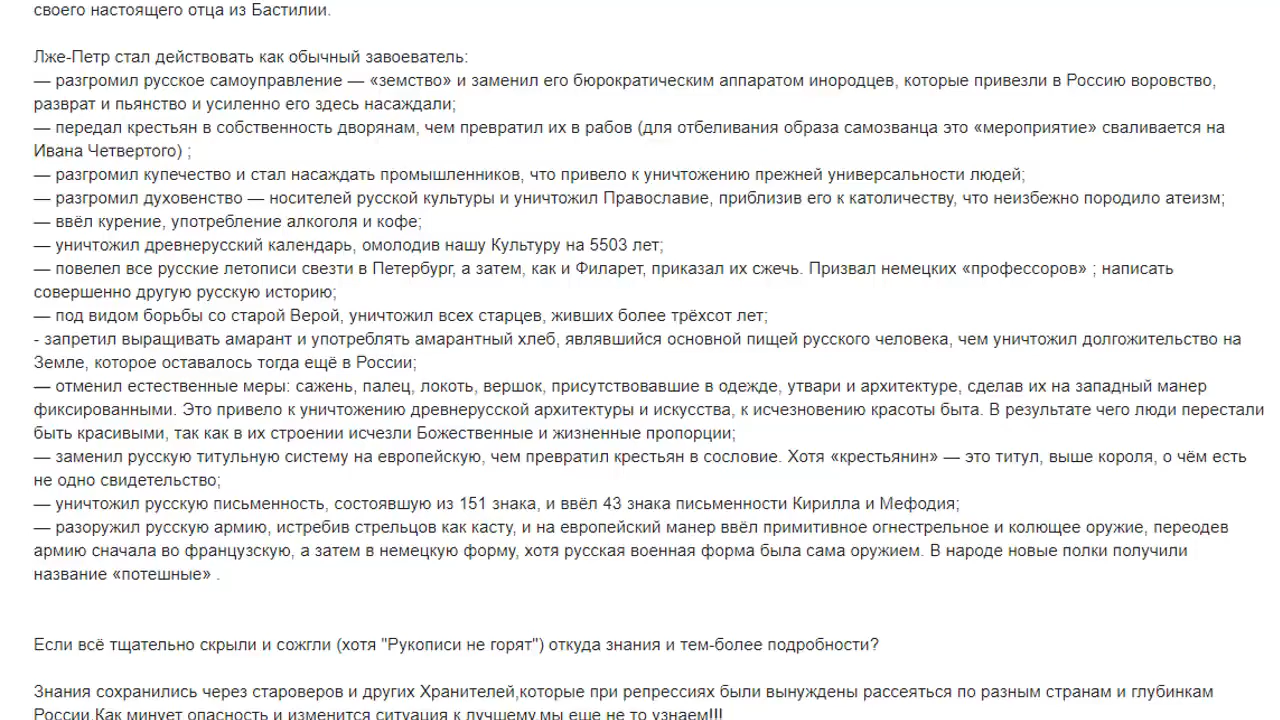 своего настоящего отца из Бастилии.
Лже-Петр стал действовать как обычный завоеватель:
— разгромил русское самоуправление — «земство» и заменил его бюрократическим аппаратом инородцев, которые привезли в Россию воровство,
разврат и пьянство и усиленно его здесь насаждали;
— передал крестьян в собственность дворянам, чем превратил их в рабов (для отбеливания образа самозванца это «мероприятие» сваливается на
Ивана Четвертого) ;
— разгромил купечество и стал насаждать промышленников, что привело к уничтожению прежней универсальности людей;
— разгромил духовенство — носителей русской культуры и уничтожил Православие, приблизив его к католичеству, что неизбежно породило атеизм;
— ввёл курение, употребление алкоголя и кофе;
— уничтожил древнерусский календарь, омолодив нашу Культуру на 5503 лет;
— повелел все русские летописи свезти в Петербург, а затем, как и Филарет, приказал их сжечь. Призвал немецких «профессоров» ; написать
совершенно другую русскую историю;
— под видом борьбы со старой Верой, уничтожил всех старцев, живших более трёхсот лет;
- запретил выращивать амарант и употреблять амарантный хлеб, являвшийся основной пищей русского человека, чем уничтожил долгожительство на
Земле, которое оставалось тогда ещё в России;
— отменил естественные меры: сажень, палец, локоть, вершок, присутствовавшие в одежде, утвари и архитектуре, сделав их на западный манер
фиксированными. Это привело к уничтожению древнерусской архитектуры и искусства, к исчезновению красоты быта. В результате чего люди перестали
быть красивыми, так как в их строении исчезли Божественные и жизненные пропорции;
— заменил русскую титульную систему на европейскую, чем превратил крестьян в сословие. Хотя «крестьянин» — это титул, выше короля, о чём есть
не одно свидетельство;
— уничтожил русскую письменность, состоявшую из 151 знака, и ввёл 43 знака письменности Кирилла и Мефодия;
— разоружил русскую армию, истребив стрельцов как касту, и на европейский манер ввёл примитивное огнестрельное и колющее оружие, переодев
армию сначала во французскую, а затем в немецкую форму, хотя русская военная форма была сама оружием. В народе новые полки получили
название «потешные» .
Если всё тщательно скрыли и сожгли (хотя "Рукописи не горят") откуда знания и тем-более подробности?
Знания сохранились через староверов и других Хранителей,которые при репрессиях были вынуждены рассеяться по разным странам и глубинкам
России.Как минует опасность и изменится ситуация к лучшему,мы еще не то узнаем!!!